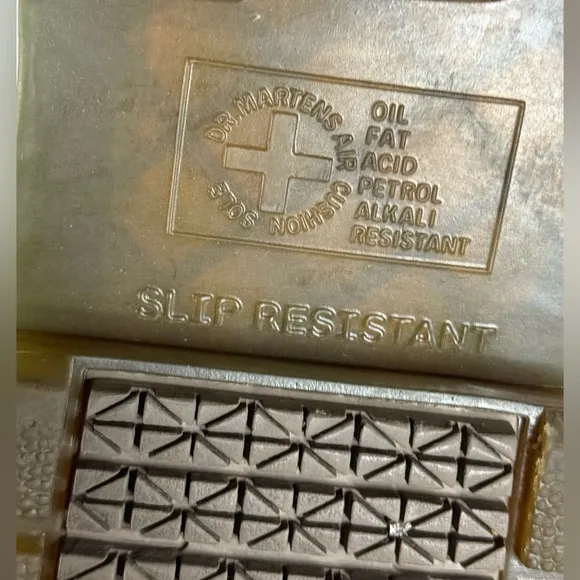 DR. MARTENS AIR CUSHION SOLE
OIL
FAT
ACID
PETROL
ALKALI
RESISTANT
SLIP RESISTANT